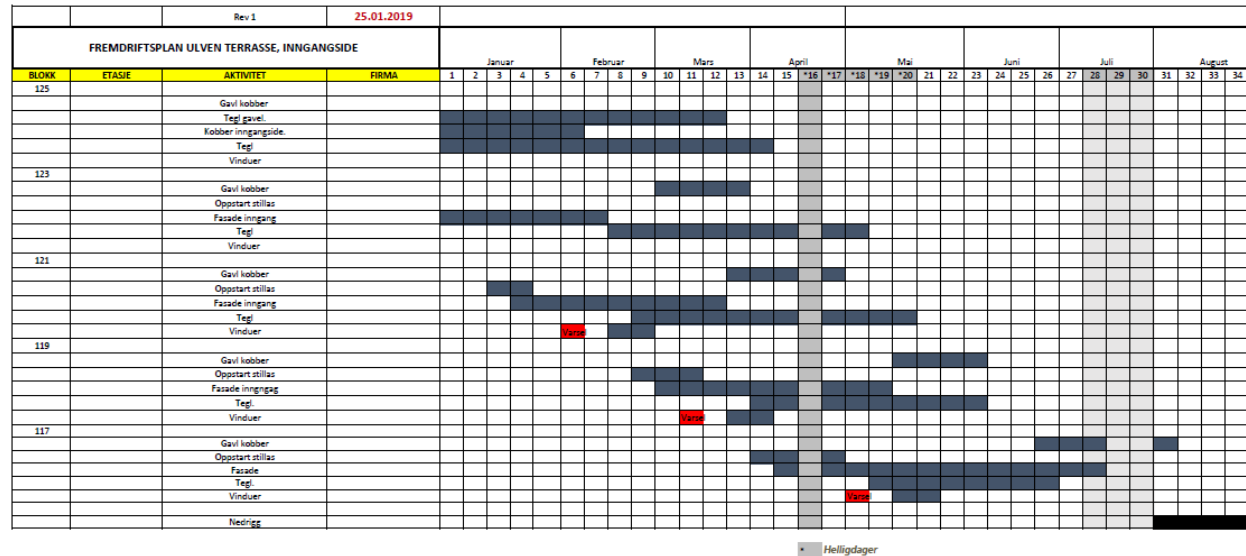 Rev 1 25.01.2019
FREMDRIFTSPLAN ULVEN TERRASSE, INNGANGSIDE
Januar Februar Mars April Mai Juni Juli August
BLOKK ETASJE AKTIVITET FIRMA 1 2 3 4 5 6 7 8 9 10 11 12 13 14 15 *16 *17 *18 *19 *20 21 22 23 24 25 26 27 28 29 30 31 32 33 34
125
Gavl kobber
Tegl gavel.
Kobber inngangside.
Tegl
Vinduer
123
Gavl kobber
Oppstart stillas
Fasade inngang
Tegl
Vinduer
121
Gavl kobber
Oppstart stillas
Fasade inngang
Tegl
Vinduer Varsel
119
Gavl kobber
Oppstart stillas
Fasade inngngag
Tegl.
Vinduer Varsel
117
Gavl kobber
Oppstart stillas
Fasade
Tegl.
Vinduer Varsel
Nedrigg
* Helligdager